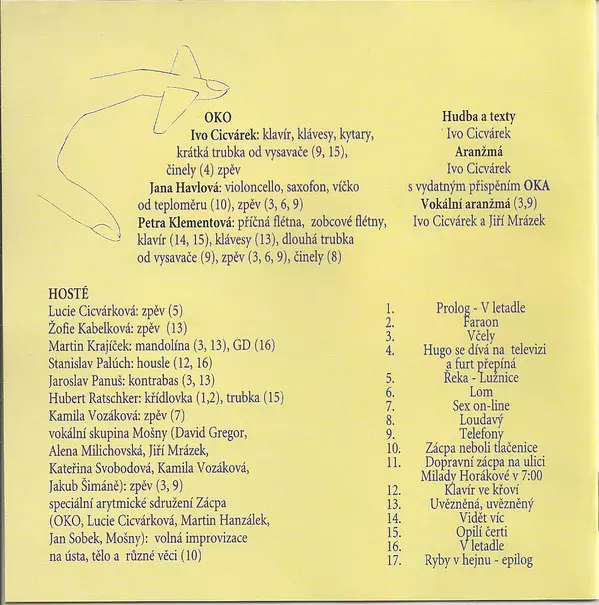 OKO
Ivo Cicvárek: klavír, klávesy, kytary,
krátká trubka od vysavače (9, 15),
činely (4) zpěv
Jana Havlová: violoncello, saxofon, víčko
od teploměru (10), zpěv (3, 6, 9)
Petra Klementová: příčná flétna, zobcové flétny,
klavír (14, 15), klávesy (13), dlouhá trubka
od vysavače (9), zpěv (3, 6, 9), činely (8)
Hudba a texty
Ivo Cicvárek
Aranžmá
Ivo Cicvárek
s vydatným přispěním OKA
Vokální aranžmá (3,9)
Ivo Cicvárek a Jiří Mrázek
HOSTÉ
Lucie Cicvárková: zpěv (5)
Žofie Kabelková: zpěv (13)
Martin Krajíček: mandolína (3, 13), GD (16)
Stanislav Palúch: housle (12, 16)
Jaroslav Panuš: kontrabas (3, 13)
Hubert Ratschker: křídlovka (1,2), trubka (15)
Kamila Vozáková: zpěv (7)
vokální skupina Mošny (David Gregor,
Alena Milichovská, Jiří Mrázek,
Kateřina Svobodová, Kamila Vozáková,
Jakub Šimáně): zpěv (3, 9)
speciální arytmické sdružení Zácpa
(OKO, Lucie Cicvárková, Martin Hanzálek,
Jan Sobek, Mošny): volná improvizace
na ústa, tělo a různé věci (10)
1. Prolog - V letadle
2. Faraon
3. Včely
4. Hugo se dívá na televizi
a furt přepíná
5. Řeka - Lužnice
6. Lom
7. Sex on-line
8. Loudavý
9. Telefony
10. Zácpa neboli tlačenice
11. Dopravní zácpa na ulici
Milady Horákové v 7:00
12. Klavír ve křoví
13. Uvězněná, uvězněný
14. Vidět víc
15. Opilí čerti
16. V letadle
17. Ryby v hejnu - epilog